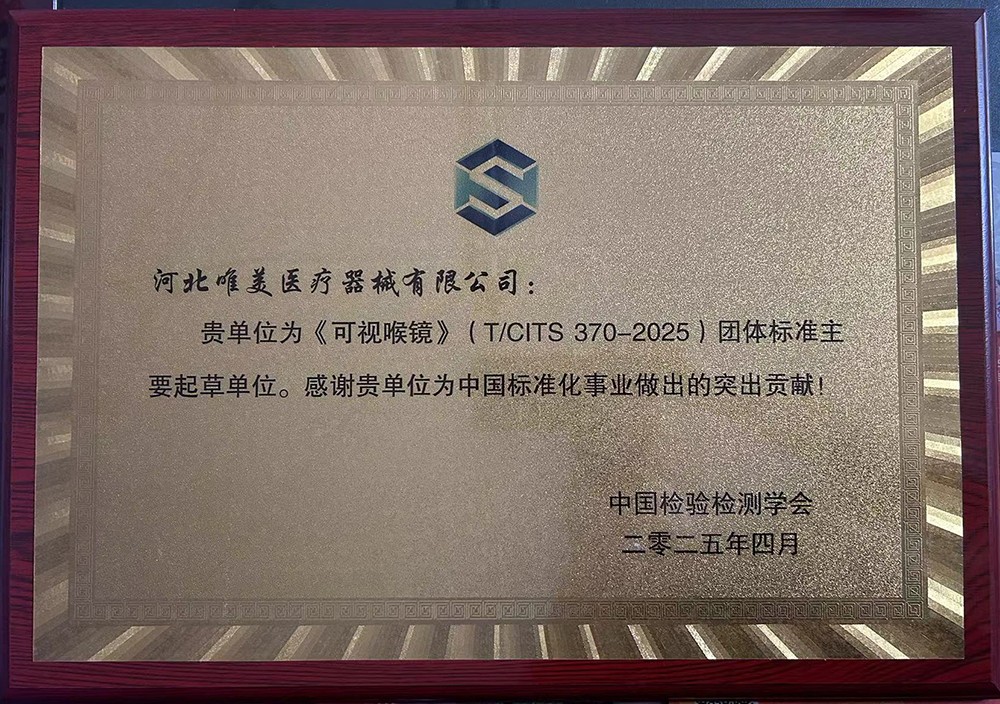 河北唯美医疗器械有限公司：
贵单位为《可视喉镜》（T/CITS 370-2025）团体标准主
要起草单位。感谢贵单位为中国标准化事业做出的突出贡献！
中国检验检测学会
二零二五年四月